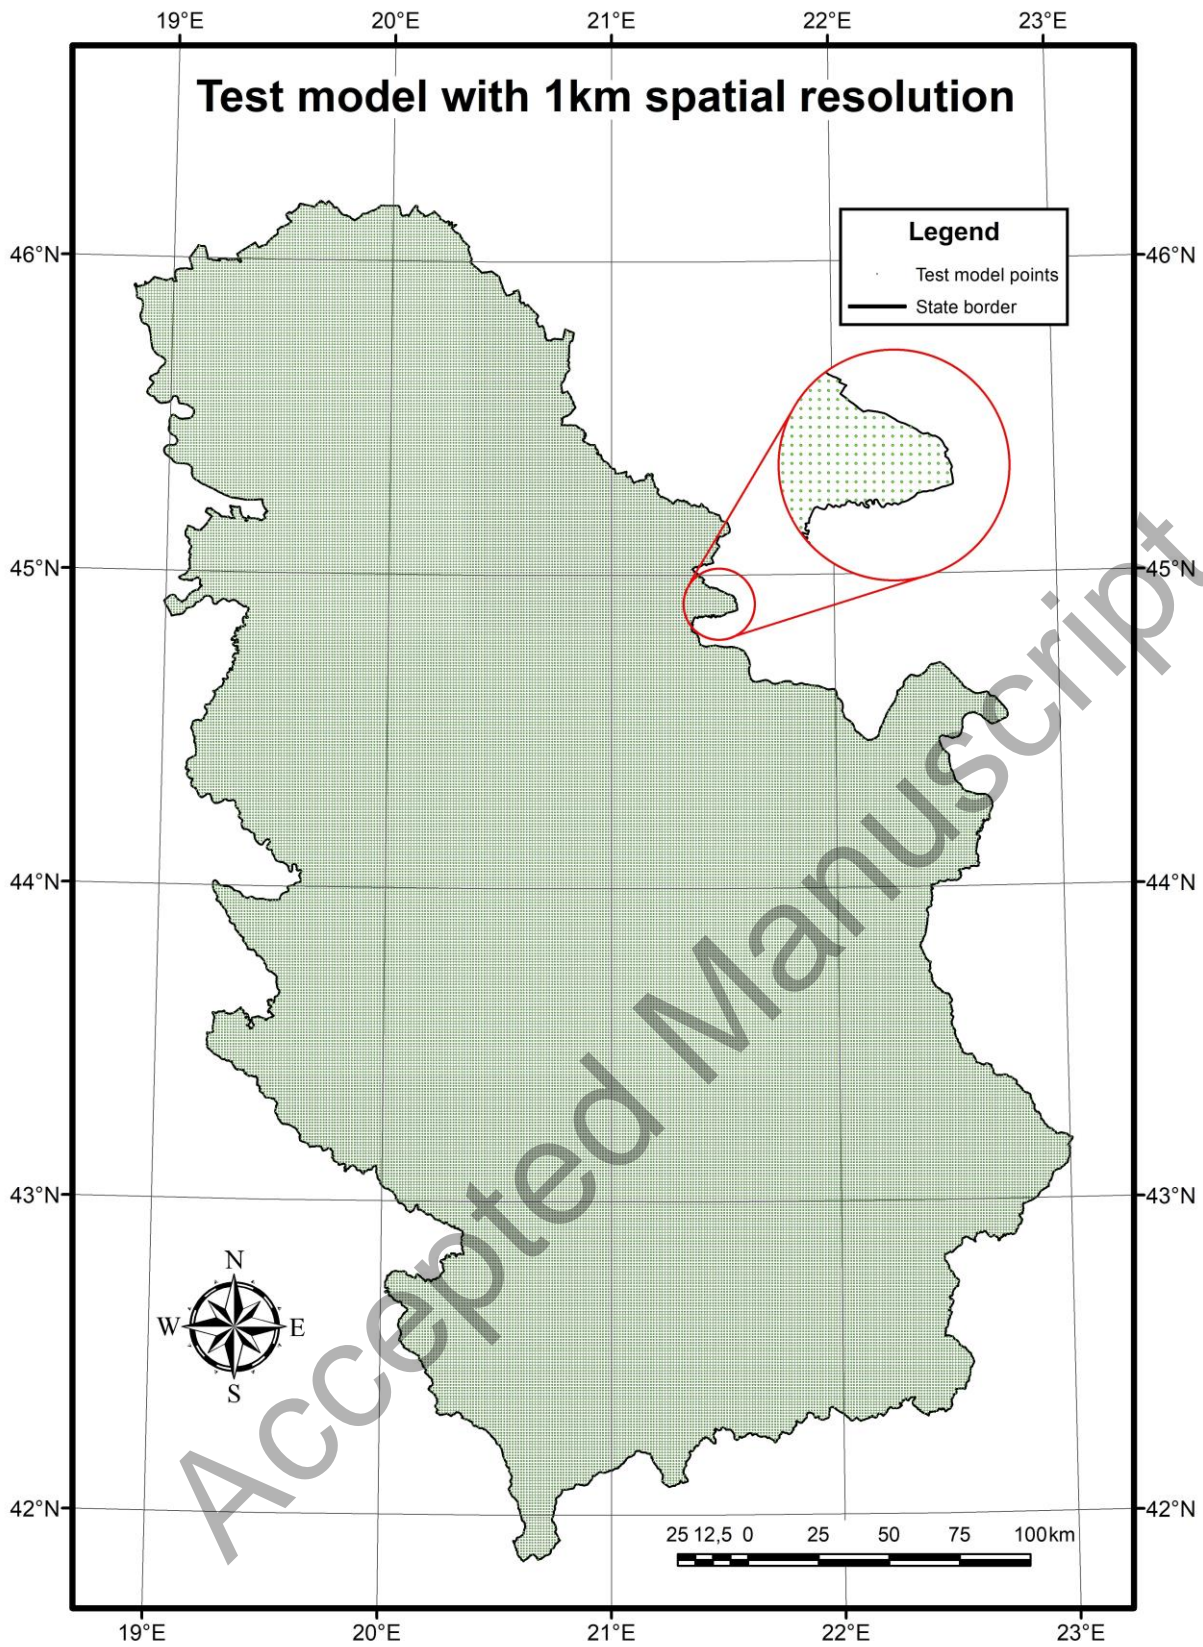 19°E 20°E 21°E 22°E 23°E
Test model with 1km spatial resolution
Legend
Test model points
State border
46°N 46°N
45°N 45°N
44°N 44°N
43°N 43°N
42°N 42°N
N
W E
S
25 12,5 0 25 50 75 100km
19°E 20°E 21°E 22°E 23°E
Accepted Manuscript